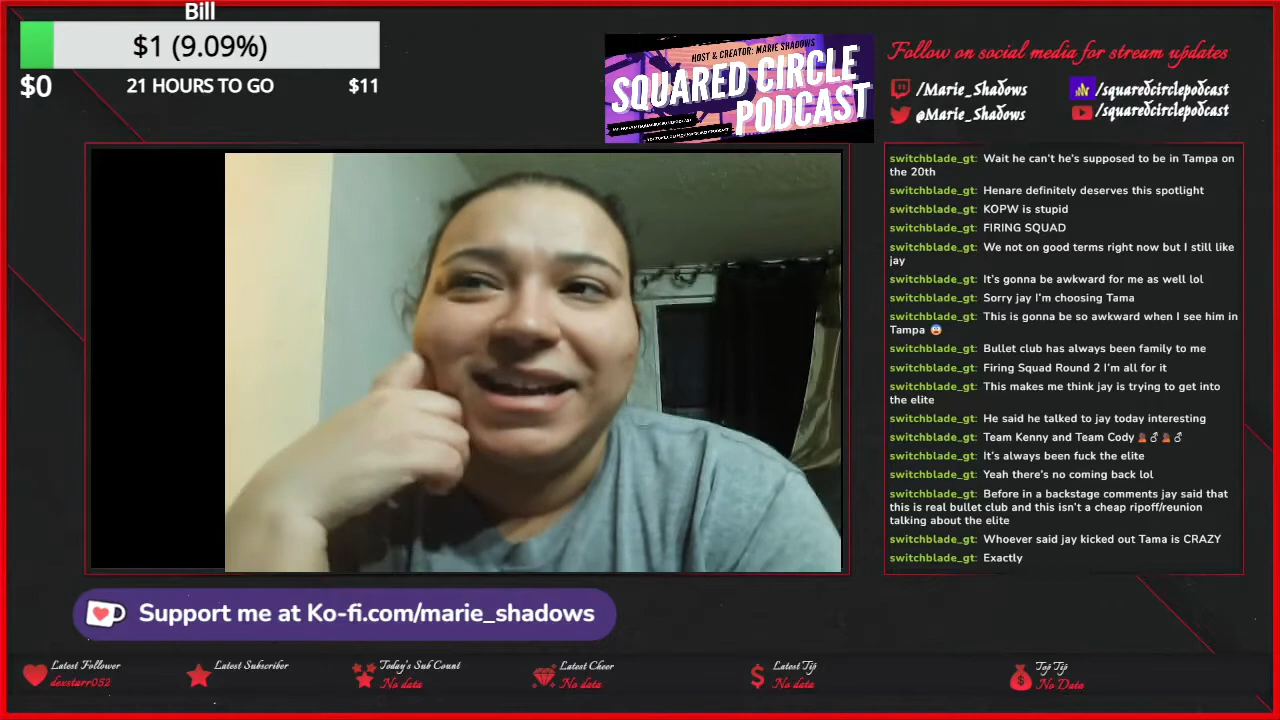 Bill
$1 (9.09%)
$0
21 HOURS TO GO
$11
HOST & CREATOR: MARIE SHADOWS
SQUARED CIRCLE
PODCAST
Follow on social media for stream updates
/Marie_Shadows
/squaredcirclepodcast
@Marie_Shadows
/squaredcirclepodcast
switchblade_gt: Wait he can't he's supposed to be in Tampa on
the 20th
switchblade_gt: Henare definitely deserves this spotlight
switchblade_gt: KOPW is stupid
switchblade_gt: FIRING SQUAD
switchblade_gt: We not on good terms right now but I still like
jay
switchblade_gt: It's gonna be awkward for me as well lol
switchblade_gt: Sorry jay I'm choosing Tama
switchblade_gt: This is gonna be so awkward when I see him in
Tampa 😨
switchblade_gt: Bullet club has always been family to me
switchblade_gt: Firing Squad Round 2 I'm all for it
switchblade_gt: This makes me think jay is trying to get into
the elite
switchblade_gt: He said he talked to jay today interesting
switchblade_gt: Team Kenny and Team Cody
switchblade_gt: It's always been fuck the elite
switchblade_gt: Yeah there's no coming back lol
switchblade_gt: Before in a backstage comments jay said that
this is real bullet club and this isn't a cheap ripoff/reunion
talking about the elite
switchblade_gt: Whoever said jay kicked out Tama is CRAZY
switchblade_gt: Exactly
Support me at Ko-fi.com/marie_shadows
Latest Follower
dexstarr052
Latest Subscriber
Today's Sub Count
No data
Latest Cheer
No data
Latest Tip
No data
Top Tip
No Data